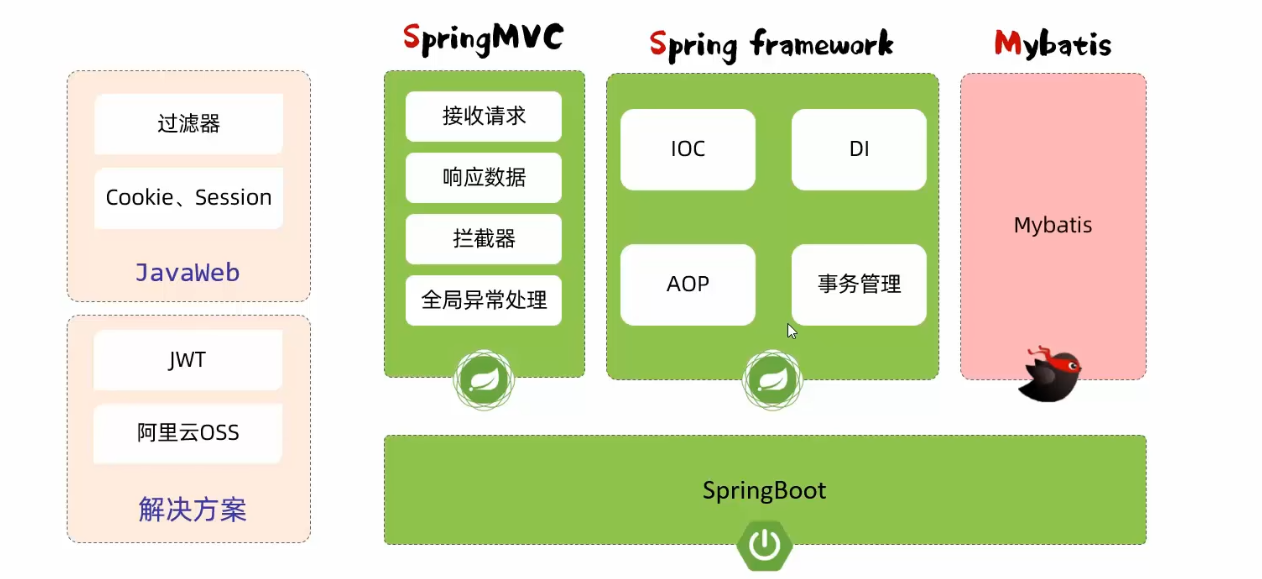 过滤器
Cookie、Session
JavaWeb
JWT
阿里云OSS
解决方案
SpringMVC
接收请求
响应数据
拦截器
全局异常处理
Spring framework
IOC
DI
AOP
事务管理
Mybatis
Mybatis
SpringBoot